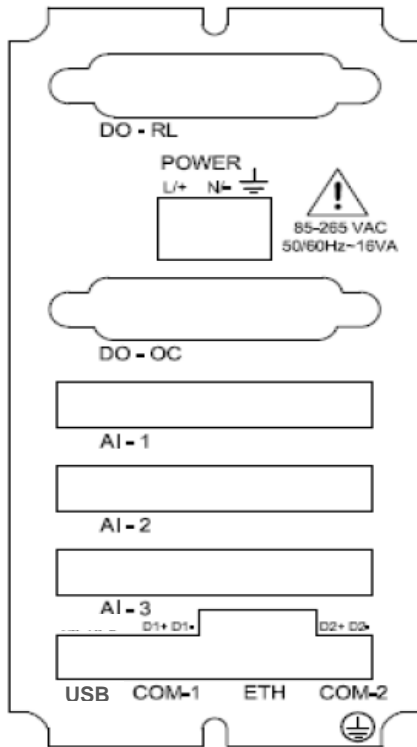 DO - RL
POWER
L/+ N/- ⏚
85-265 VAC
50/60Hz~16VA
DO - OC
AI - 1
AI - 2
AI - 3
D1+ D1- D2+ D2-
USB COM-1 ETH COM-2